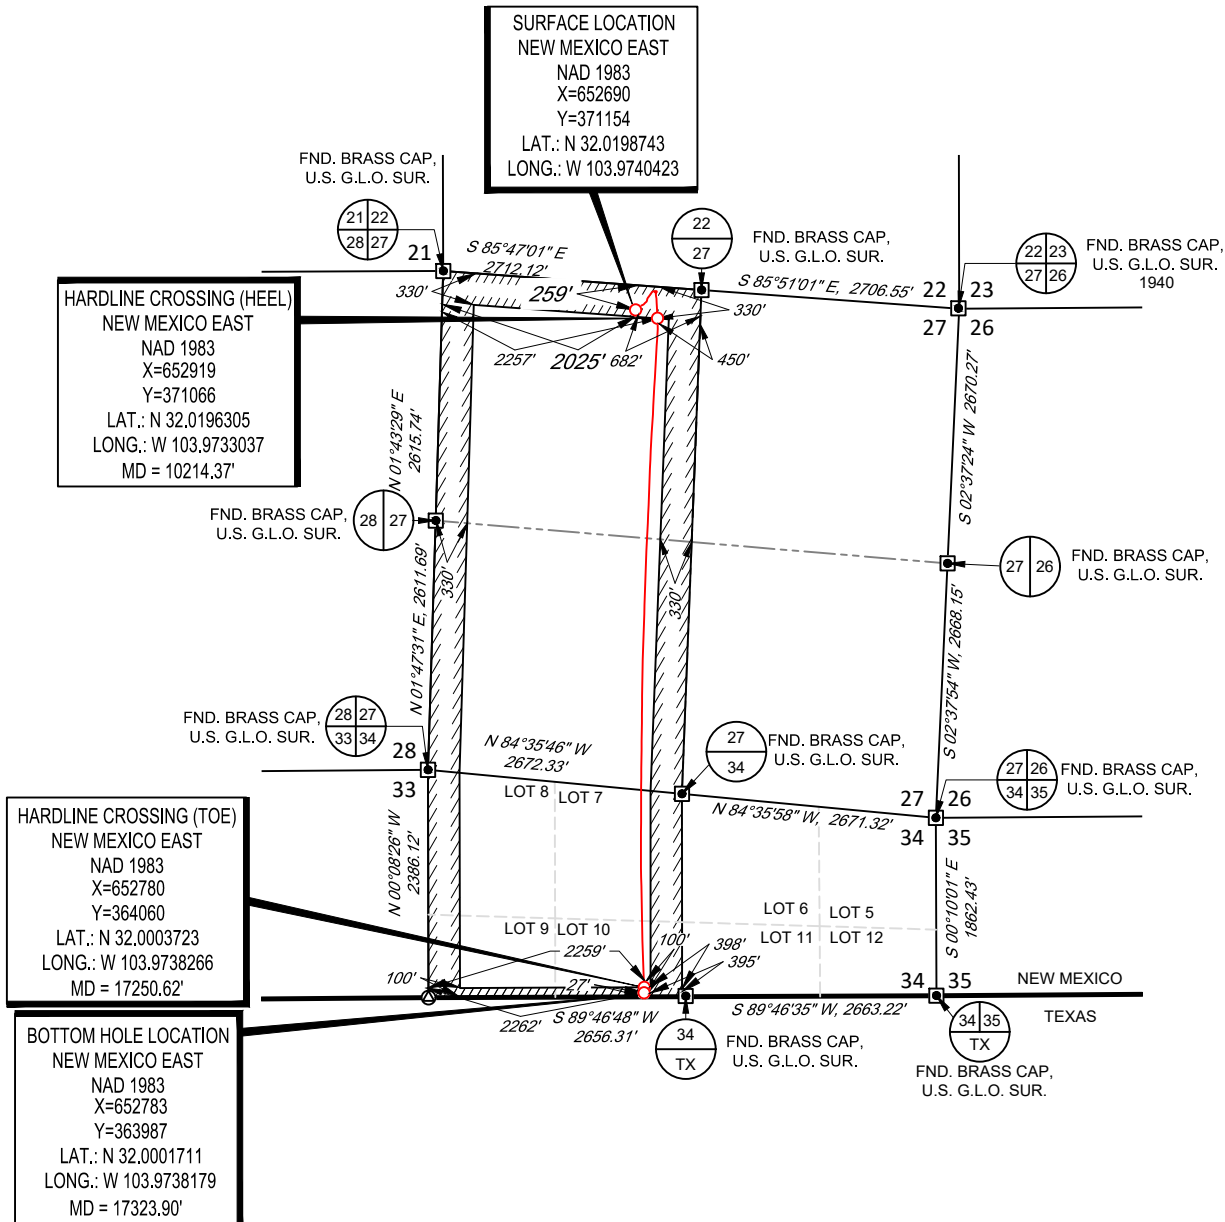 SURFACE LOCATION
NEW MEXICO EAST
NAD 1983
X=652690
Y=371154
LAT.: N 32.0198743
LONG.: W 103.9740423
FND. BRASS CAP,
U.S. G.L.O. SUR.
21 22
28 27
21
S 85°47'01" E
2712.12'
22
27
FND. BRASS CAP,
U.S. G.L.O. SUR.
S 85°51'01" E, 2706.55'
22 23
27 26
FND. BRASS CAP,
U.S. G.L.O. SUR.
1940
22 23
27 26
HARDLINE CROSSING (HEEL)
NEW MEXICO EAST
NAD 1983
X=652919
Y=371066
LAT.: N 32.0196305
LONG.: W 103.9733037
MD = 10214.37'
330'
259'
330'
2257'
2025'
682'
450'
N 01°43'29" E
2615.74'
S 02°37'24" W 2670.27'
FND. BRASS CAP,
U.S. G.L.O. SUR.
28 27
27 26
FND. BRASS CAP,
U.S. G.L.O. SUR.
330'
330'
N 01°47'31" E, 2611.69'
S 02°37'54" W, 2668.15'
FND. BRASS CAP,
U.S. G.L.O. SUR.
28 27
33 34
28
33
N 84°35'46" W
2672.33'
27
34
FND. BRASS CAP,
U.S. G.L.O. SUR.
LOT 8
LOT 7
N 84°35'58" W, 2671.32'
27 26
34 35
27 26
34 35
FND. BRASS CAP,
U.S. G.L.O. SUR.
HARDLINE CROSSING (TOE)
NEW MEXICO EAST
NAD 1983
X=652780
Y=364060
LAT.: N 32.0003723
LONG.: W 103.9738266
MD = 17250.62'
N 00°08'26" W
2386.12'
S 00°10'01" E
1862.43'
LOT 6
LOT 5
LOT 9
LOT 10
LOT 11
LOT 12
2259'
100'
398'
395'
100'
27'
2262'
S 89°46'48" W
2656.31'
S 89°46'35" W, 2663.22'
34 35
NEW MEXICO
TEXAS
34
TX
FND. BRASS CAP,
U.S. G.L.O. SUR.
34 35
TX
FND. BRASS CAP,
U.S. G.L.O. SUR.
BOTTOM HOLE LOCATION
NEW MEXICO EAST
NAD 1983
X=652783
Y=363987
LAT.: N 32.0001711
LONG.: W 103.9738179
MD = 17323.90'